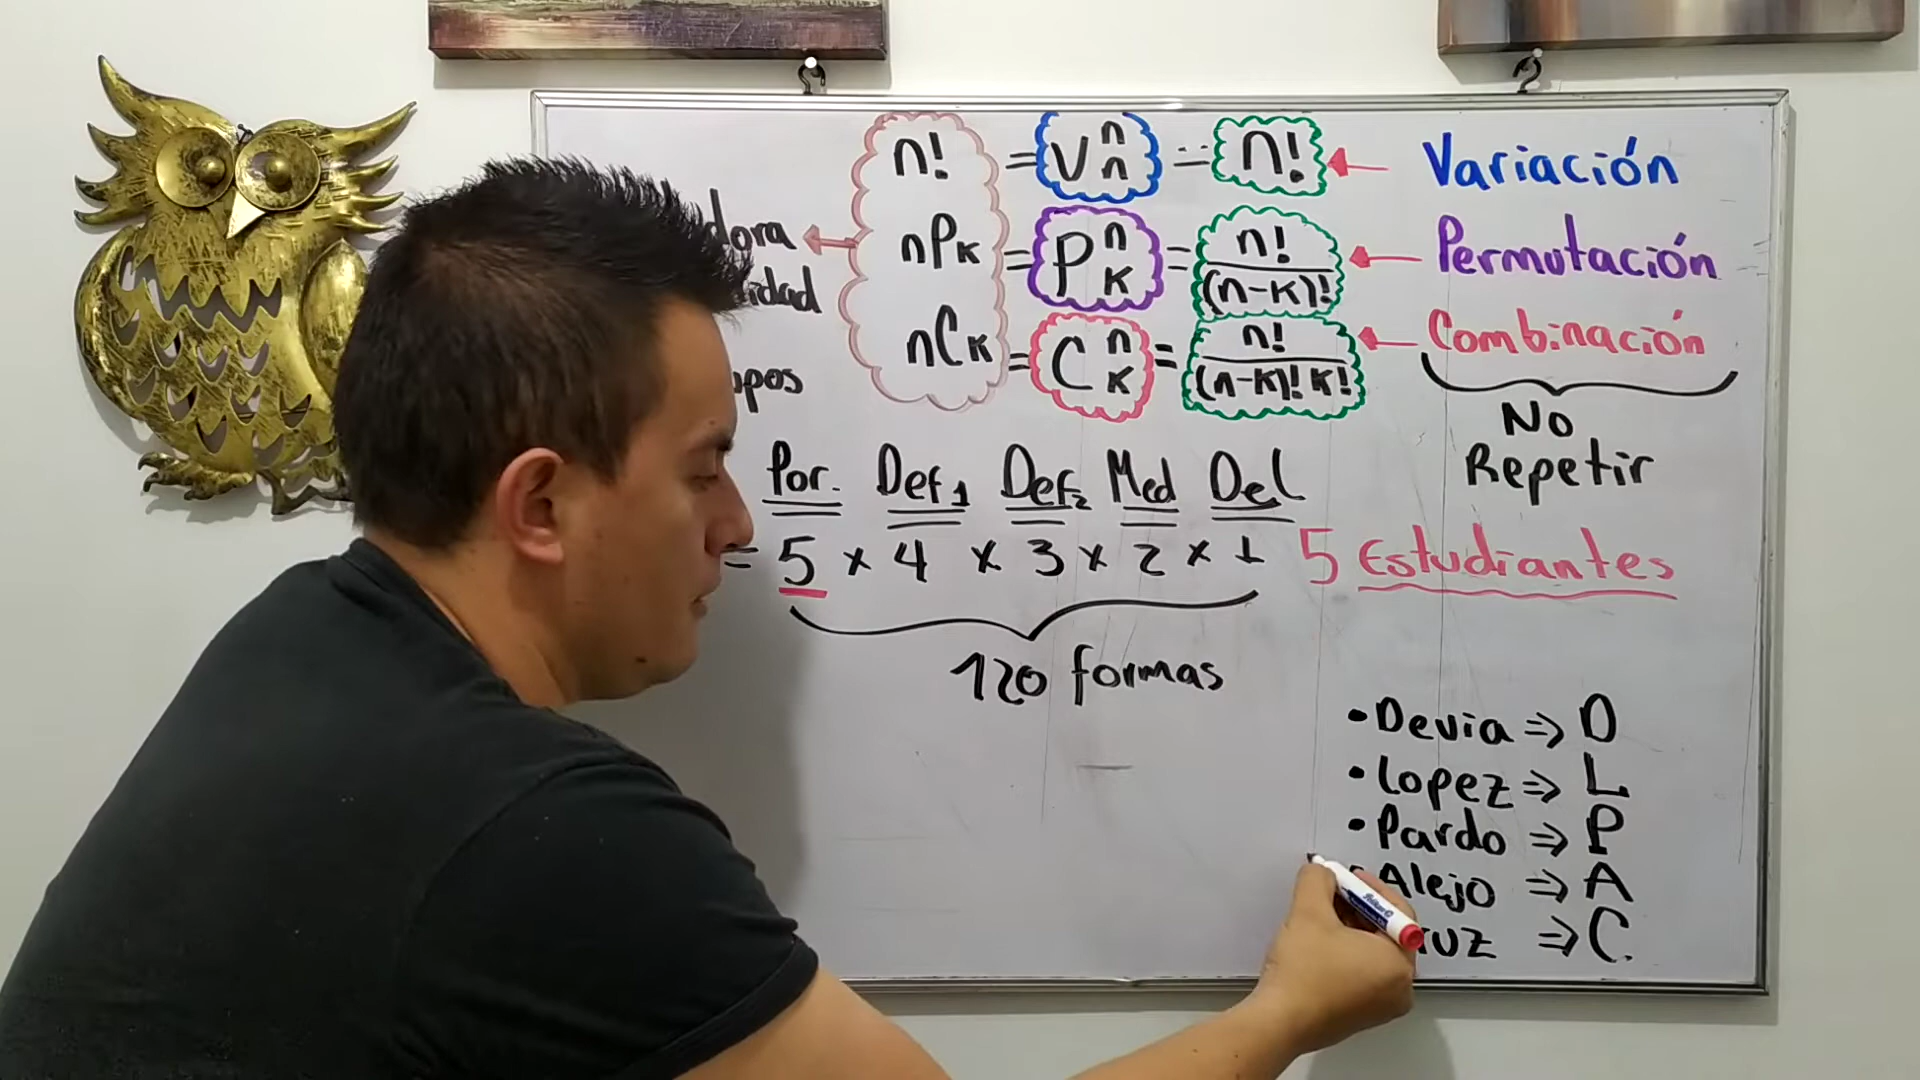 n! = V n n = n! ← Variación
← nPk = P n k = n!/(n-k)! ← Permutación
nCk = C n k = n!/(n-k)! k! ← Combinación
No
Repetir
Por. Def1 Def2 Med Del
= 5 x 4 x 3 x 2 x 1
5 Estudiantes
120 formas
• Devia ⇒ D
• Lopez ⇒ L
• Pardo ⇒ P
• Alejo ⇒ A
⇒ C